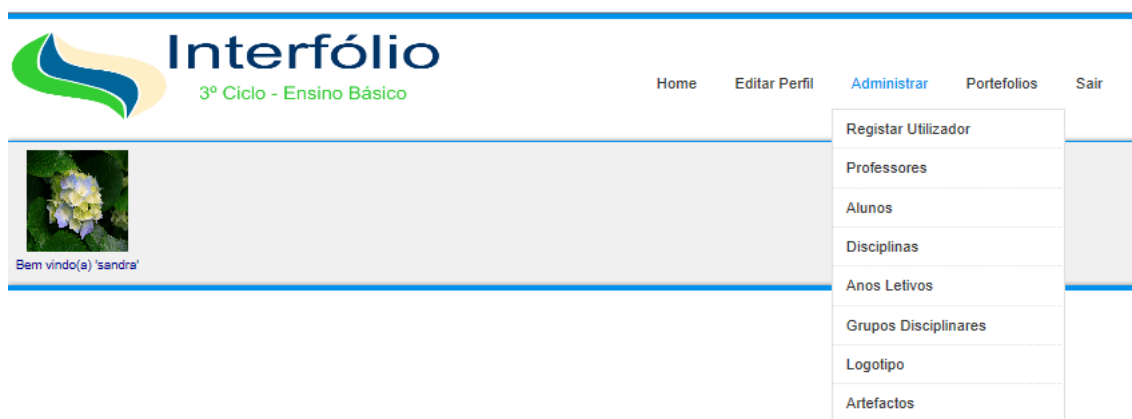 Interfólio
3º Ciclo - Ensino Básico
Home Editar Perfil Administrar Portefolios Sair
Registar Utilizador
Professores
Alunos
Disciplinas
Anos Letivos
Grupos Disciplinares
Logotipo
Artefactos
Bem vindo(a) 'sandra'